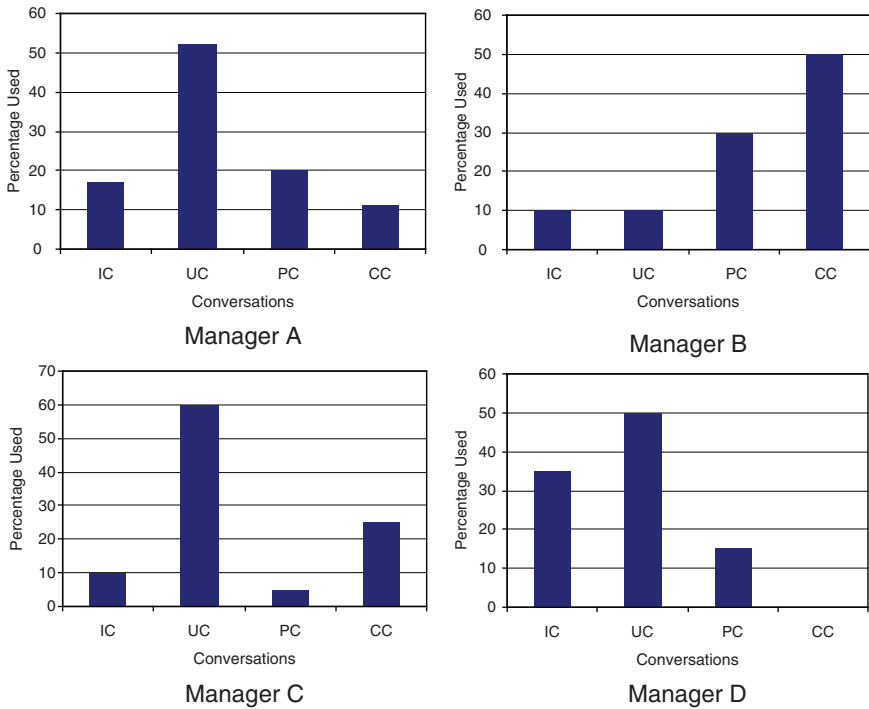 60
50
40
30
20
10
0
Percentage Used
IC UC PC CC
Conversations
Manager A
60
50
40
30
20
10
0
Percentage Used
IC UC PC CC
Conversations
Manager B
70
60
50
40
30
20
10
0
Percentage Used
IC UC PC CC
Conversations
Manager C
60
50
40
30
20
10
0
Percentage Used
IC UC PC CC
Conversations
Manager D